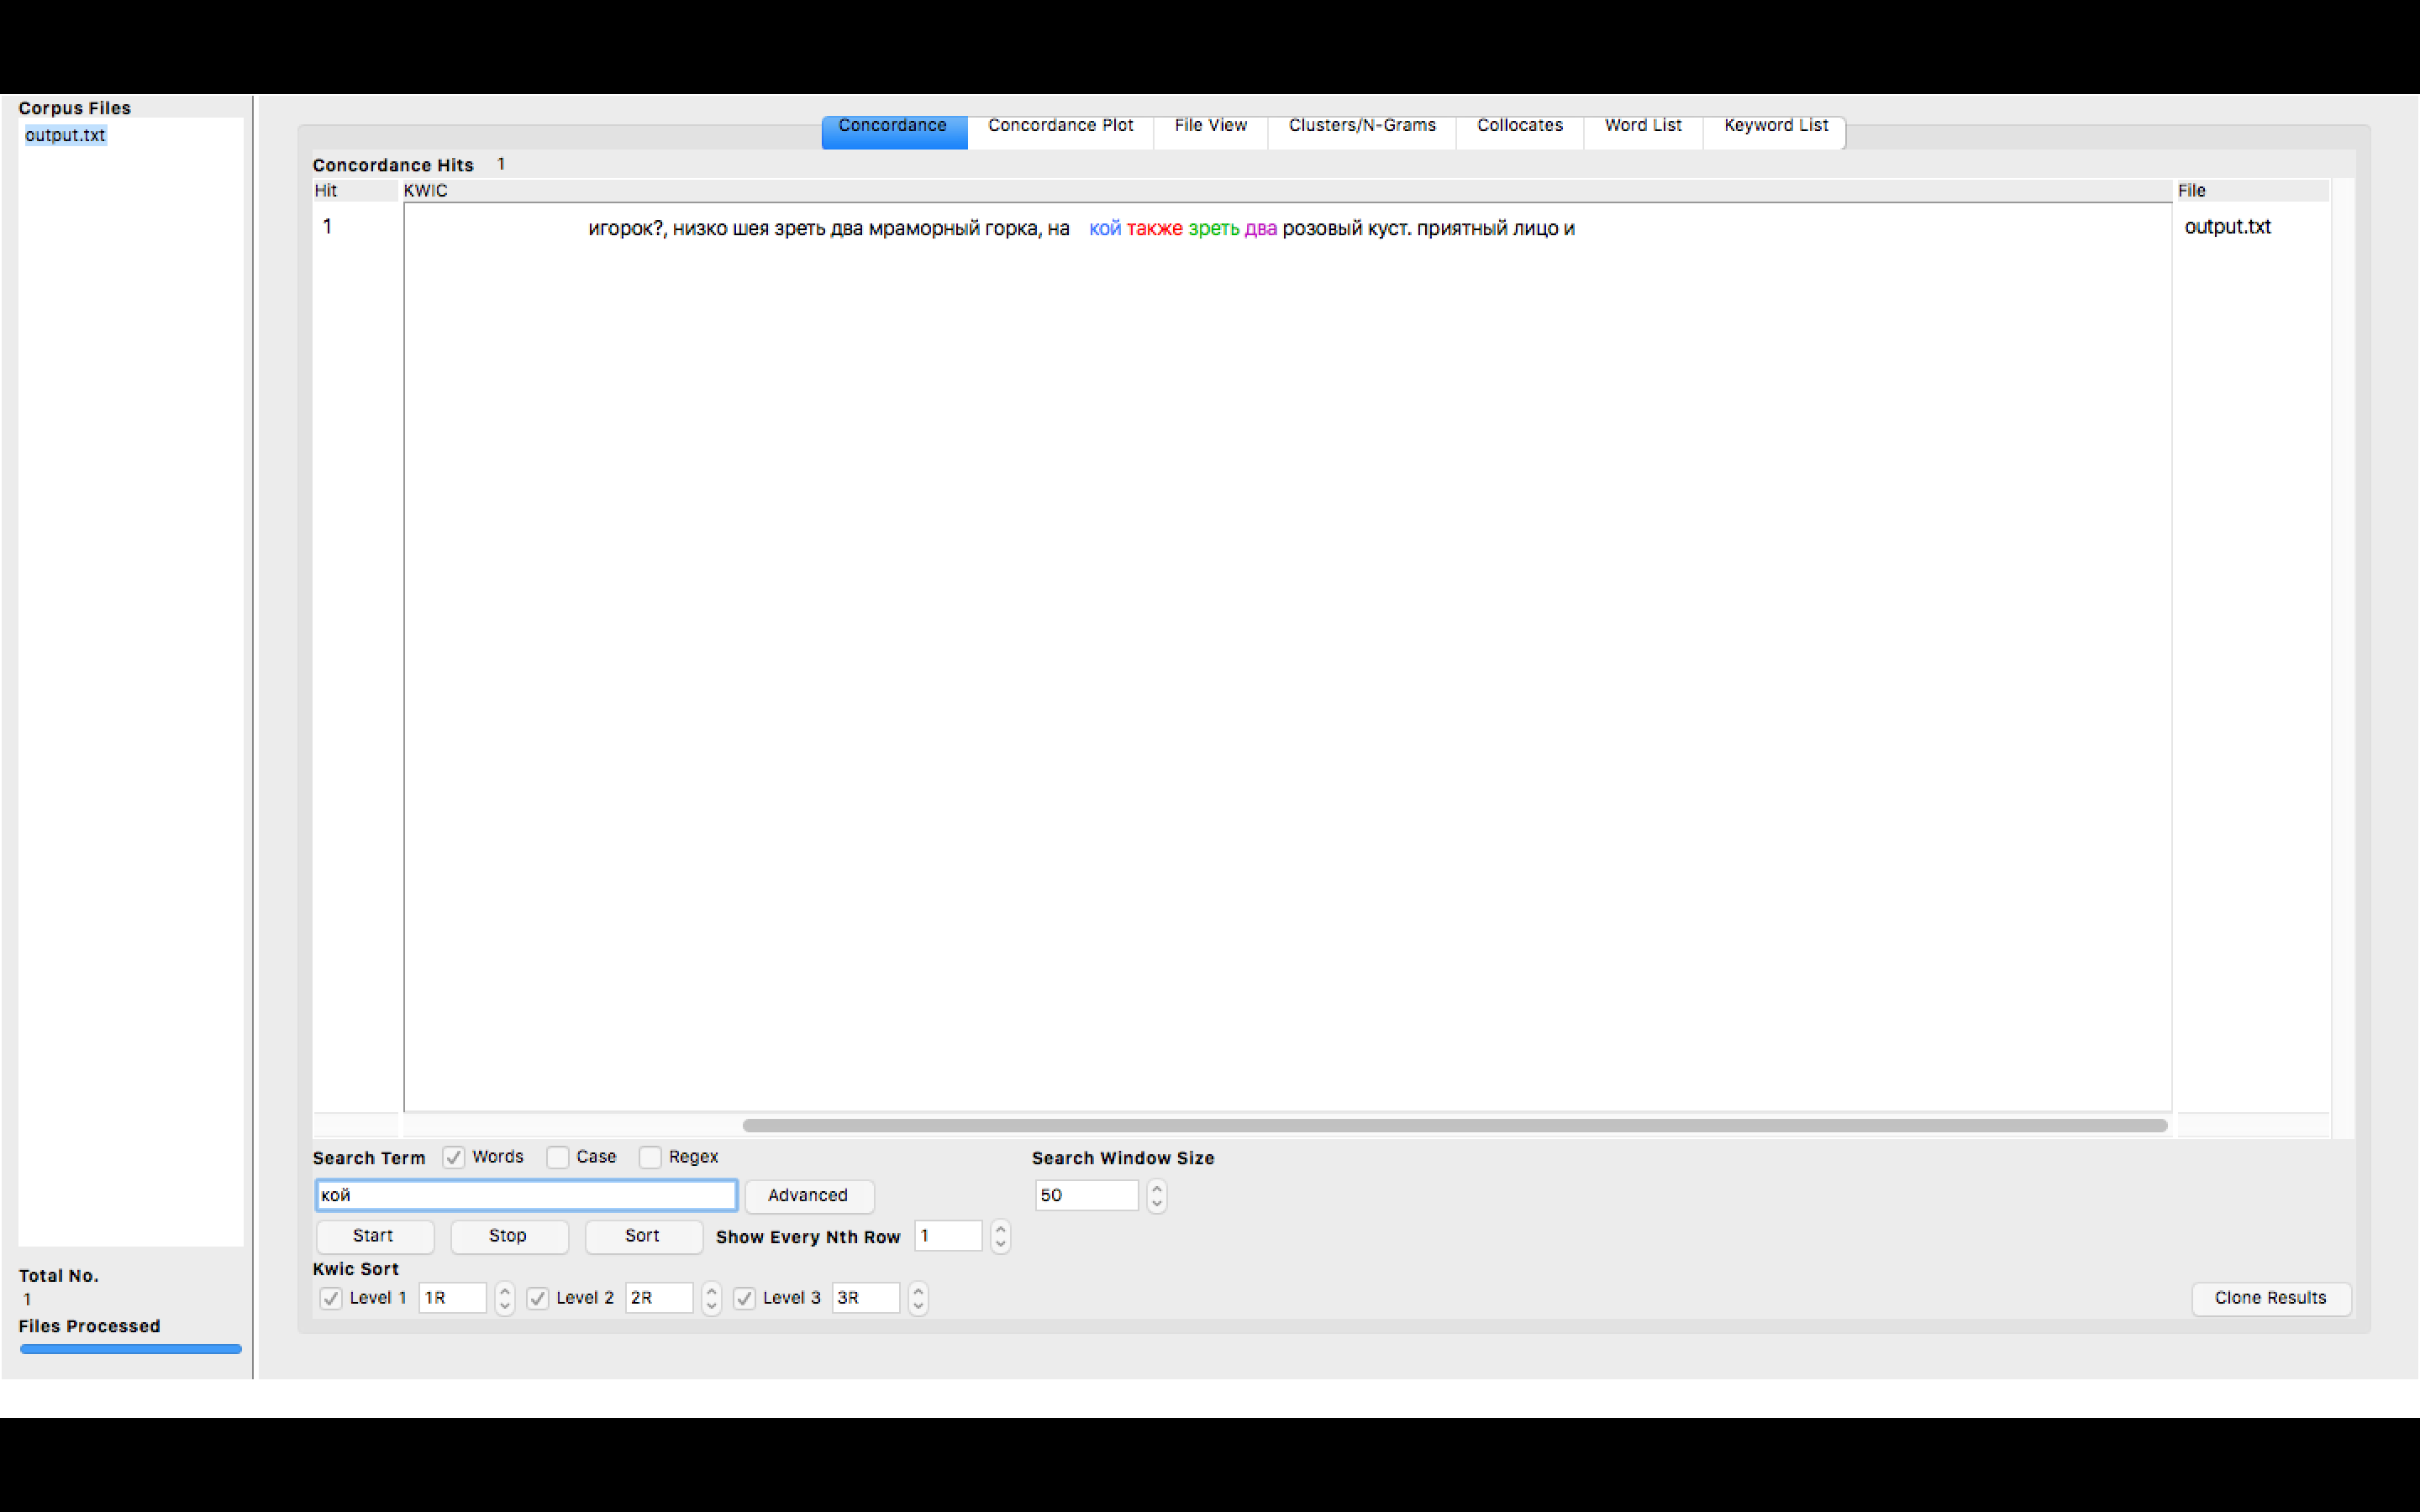 Corpus Files
output.txt
Concordance Concordance Plot File View Clusters/N-Grams Collocates Word List Keyword List
Concordance Hits 1
Hit KWIC File
1 игорок?, низко шея зреть два мраморный горка, на кой также зреть два розовый куст. приятный лицо и output.txt
Search Term Words Case Regex Search Window Size
кой Advanced 50
Start Stop Sort Show Every Nth Row 1
Kwic Sort
Level 1 1R Level 2 2R Level 3 3R Clone Results
Total No.
1
Files Processed